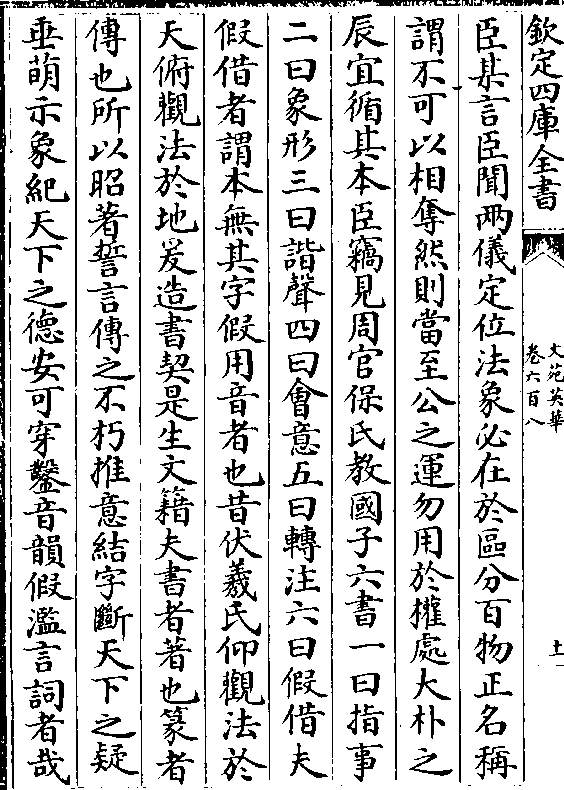 欽定四庫全書
文苑英華
卷六百八
十一
臣某言臣聞兩儀定位法象必在於區分百物正名稱
謂不可以相奪然則當至公之運勿用於權處大朴之
辰宜循其本臣竊見周官保氏教國子六書一曰指事
二曰象形三曰諧聲四曰會意五曰轉注六曰假借夫
假借者謂本無其字假用音者也昔伏羲氏仰觀法於
天俯觀法於地爰造書契是生文籍夫書者著也篆者
傳也所以昭著誓言傳之不朽推意結字斷天下之疑
垂萌示象紀天下之德安可穿鑿音韻假濫言詞者哉